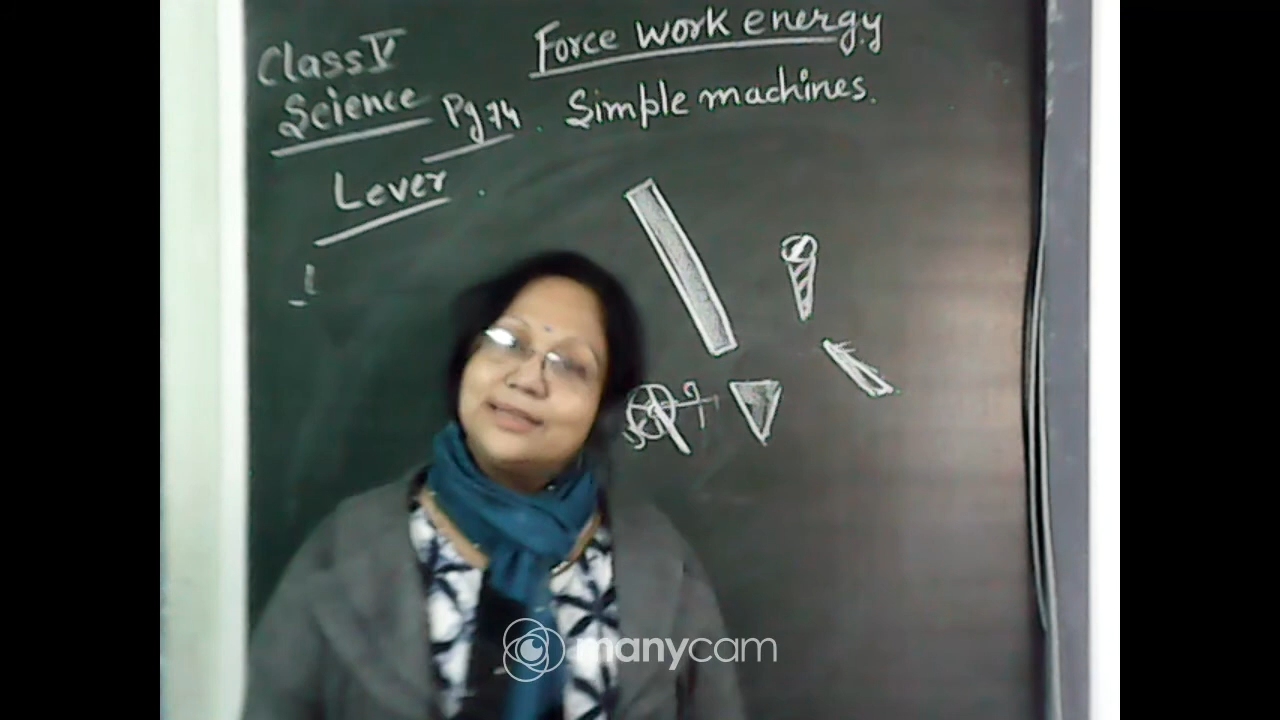 Class V
Science
Pg 74.
Lever.
Force work energy
Simple machines.
manycam